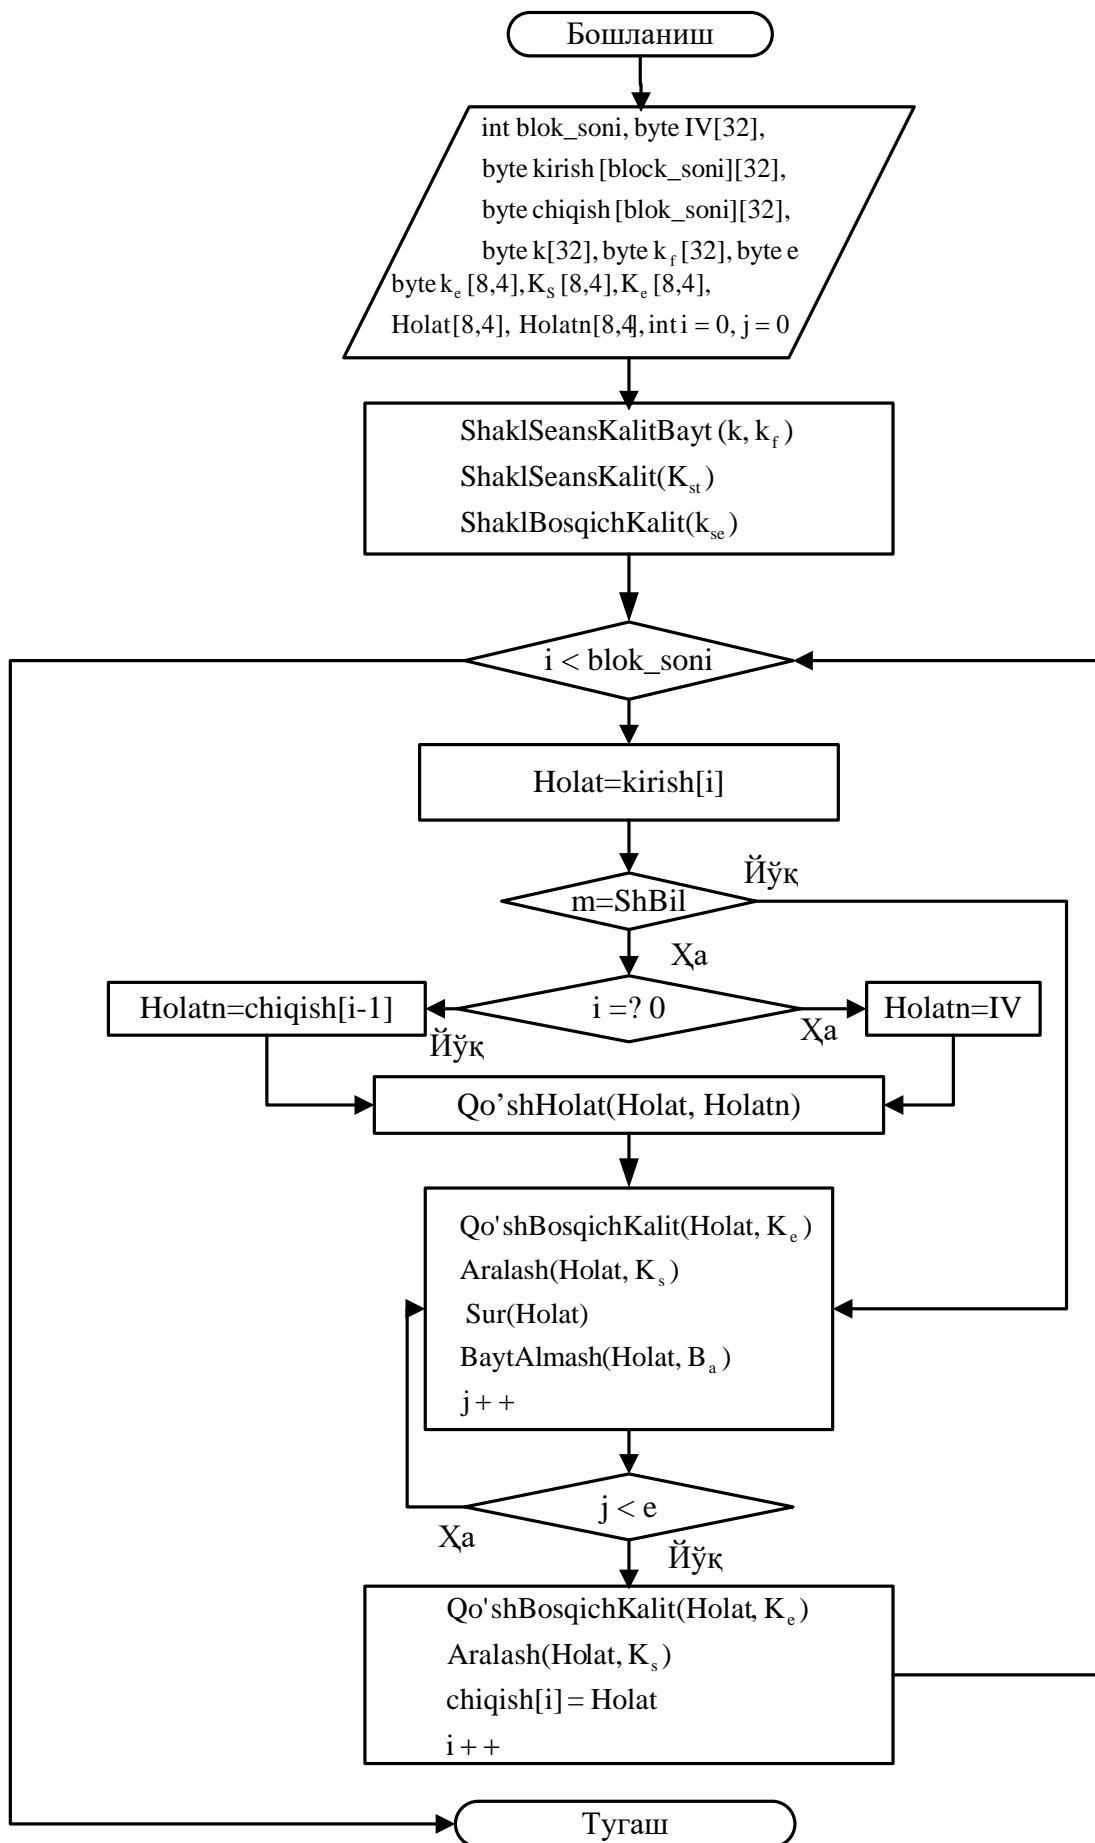 Бошланиш
int blok_soni, byte IV[32],
byte kirish [block_soni][32],
byte chiqish [blok_soni][32],
byte k[32], byte k_f [32], byte e
byte k_e [8,4], K_S [8,4], K_e [8,4],
Holat[8,4], Holatn[8,4], int i = 0, j = 0
ShaklSeansKalitBayt (k, k_f)
ShaklSeansKalit(K_st)
ShaklBosqichKalit(k_se)
i < blok_soni
Holat=kirish[i]
Йўқ
m=ShBil
Ҳа
Holatn=chiqish[i-1]
i =? 0
Holatn=IV
Йўқ
Ҳа
Qo’shHolat(Holat, Holatn)
Qo'shBosqichKalit(Holat, K_e)
Aralash(Holat, K_s)
Sur(Holat)
BaytAlmash(Holat, B_a)
j + +
j < e
Ҳа
Йўқ
Qo'shBosqichKalit(Holat, K_e)
Aralash(Holat, K_s)
chiqish[i] = Holat
i + +
Тугаш